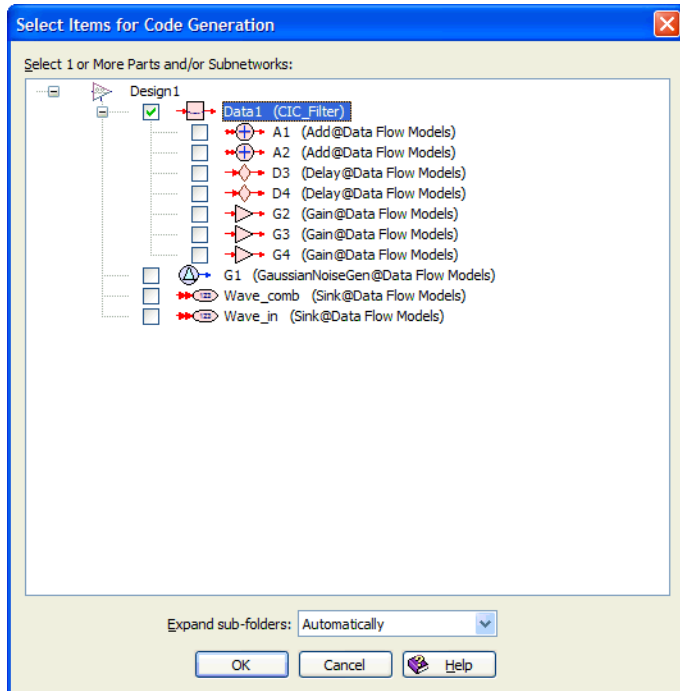 Select Items for Code Generation
Select 1 or More Parts and/or Subnetworks:
Design1
Data1 (CIC_Filter)
A1 (Add@Data Flow Models)
A2 (Add@Data Flow Models)
D3 (Delay@Data Flow Models)
D4 (Delay@Data Flow Models)
G2 (Gain@Data Flow Models)
G3 (Gain@Data Flow Models)
G4 (Gain@Data Flow Models)
G1 (GaussianNoiseGen@Data Flow Models)
Wave_comb (Sink@Data Flow Models)
Wave_in (Sink@Data Flow Models)
Expand sub-folders: Automatically
OK Cancel Help